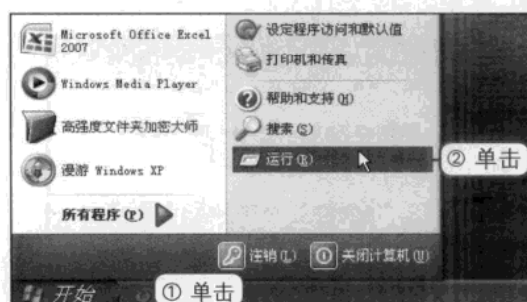 Microsoft Office Excel
2007
Windows Media Player
高强度文件夹加密大师
漫游 Windows XP
所有程序(P)
设定程序访问和默认值
打印机和传真
帮助和支持(H)
搜索(S)
运行(R)
② 单击
注销(L)
关闭计算机(U)
开始
① 单击